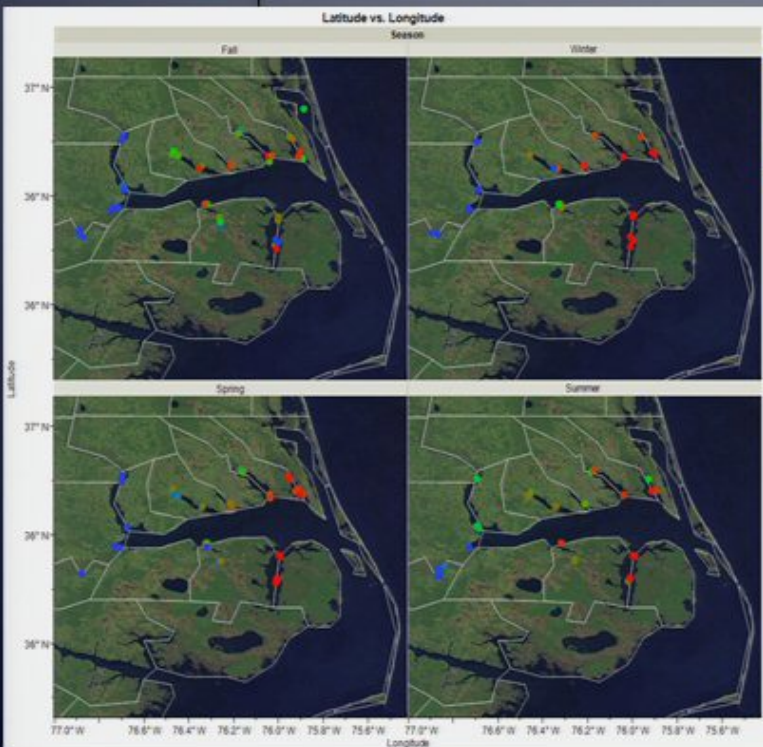 Latitude vs. Longitude
Season
Fall
Winter
37° N
36° N
36° N
Latitude
Spring
Summer
37° N
36° N
36° N
77.0° W 76.6° W 76.4° W 76.2° W 76.0° W 75.8° W 75.6° W 77.0° W 76.6° W 76.4° W 76.2° W 76.0° W 75.8° W 75.6° W
Longitude